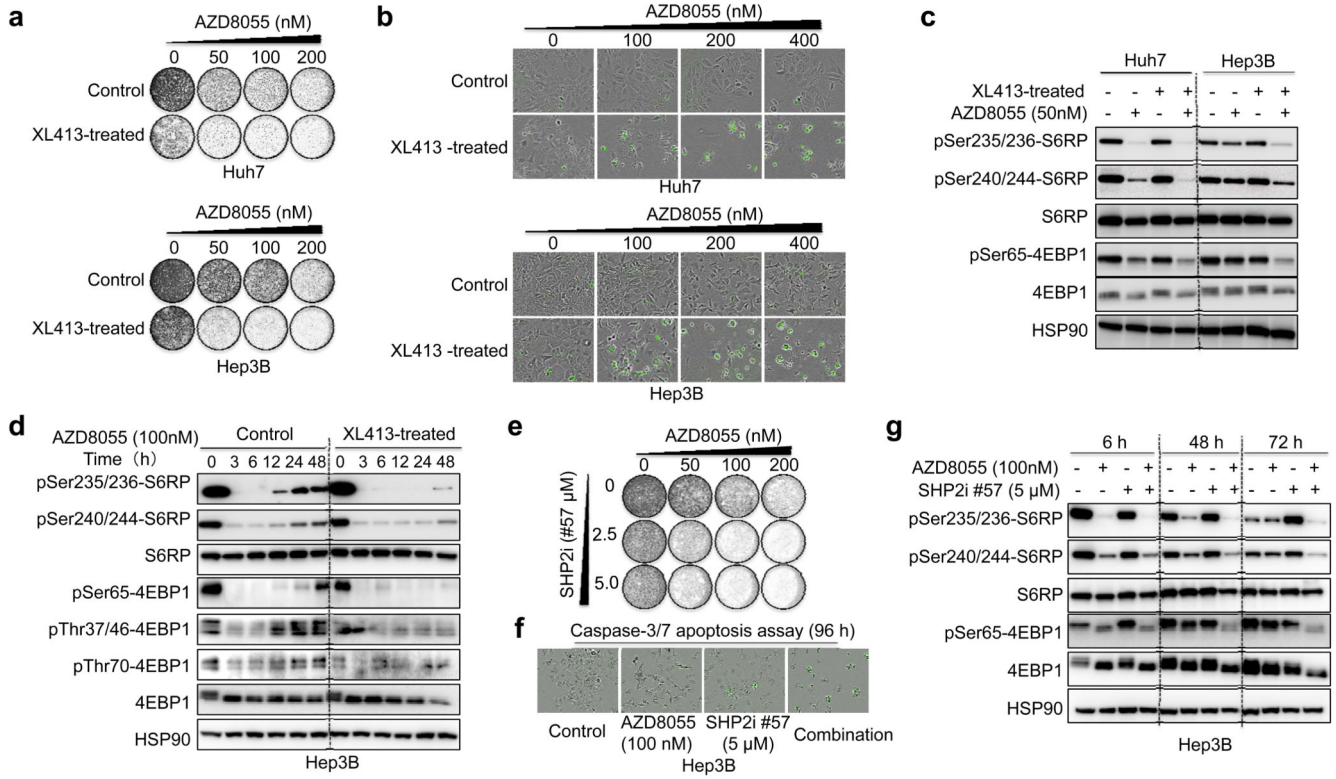 a
AZD8055 (nM)
0 50 100 200
Control
XL413-treated
Huh7
AZD8055 (nM)
0 50 100 200
Control
XL413-treated
Hep3B
b
AZD8055 (nM)
0 100 200 400
Control
XL413 -treated
Huh7
AZD8055 (nM)
0 100 200 400
Control
XL413 -treated
Hep3B
c
Huh7 Hep3B
XL413-treated - - + + - - + +
AZD8055 (50nM) - + - + - + - +
pSer235/236-S6RP
pSer240/244-S6RP
S6RP
pSer65-4EBP1
4EBP1
HSP90
d
AZD8055 (100nM) Control XL413-treated
Time (h) 0 3 6 12 24 48 0 3 6 12 24 48
pSer235/236-S6RP
pSer240/244-S6RP
S6RP
pSer65-4EBP1
pThr37/46-4EBP1
pThr70-4EBP1
4EBP1
HSP90
Hep3B
e
AZD8055 (nM)
0 50 100 200
SHP2i (#57 µM)
0
2.5
5.0
f
Caspase-3/7 apoptosis assay (96 h)
Control AZD8055 (100 nM) SHP2i #57 (5 µM) Combination
Hep3B
g
6 h 48 h 72 h
AZD8055 (100nM) - + - + - + - + - + - +
SHP2i #57 (5 µM) - - + + - - + + - - + +
pSer235/236-S6RP
pSer240/244-S6RP
S6RP
pSer65-4EBP1
4EBP1
HSP90
Hep3B